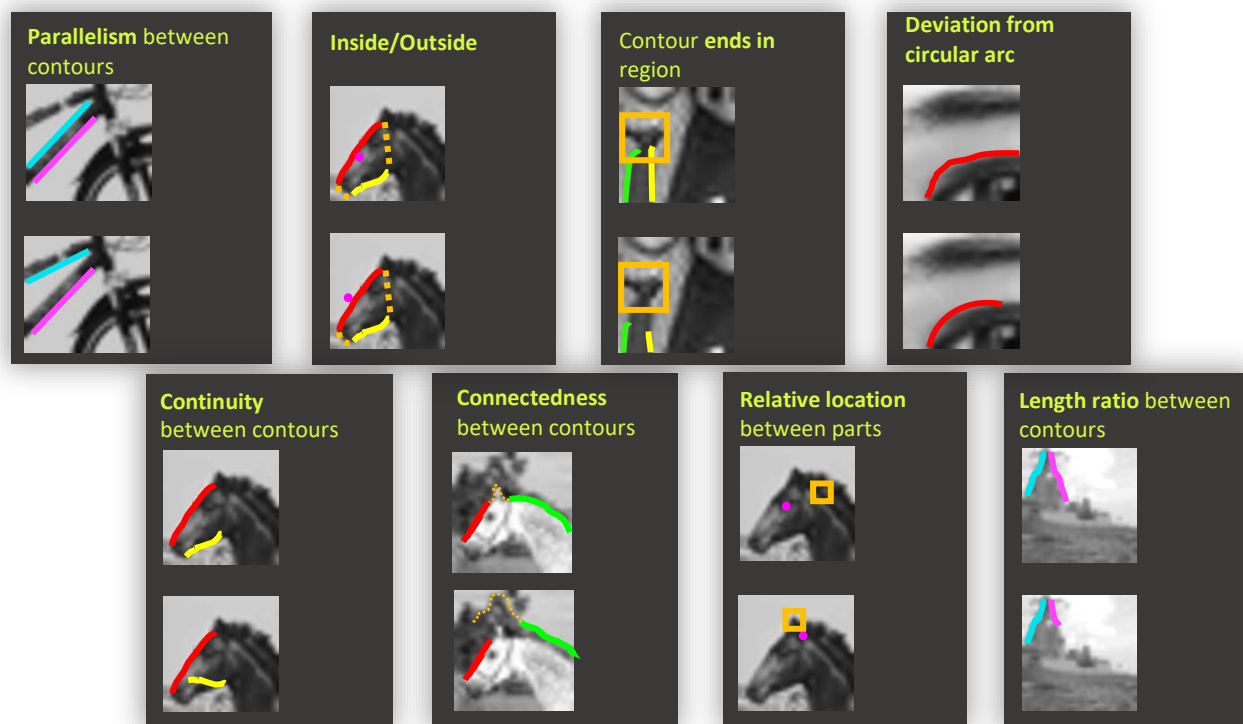 Parallelism between
contours
Inside/Outside
Contour ends in
region
Deviation from
circular arc
Continuity
between contours
Connectedness
between contours
Relative location
between parts
Length ratio between
contours